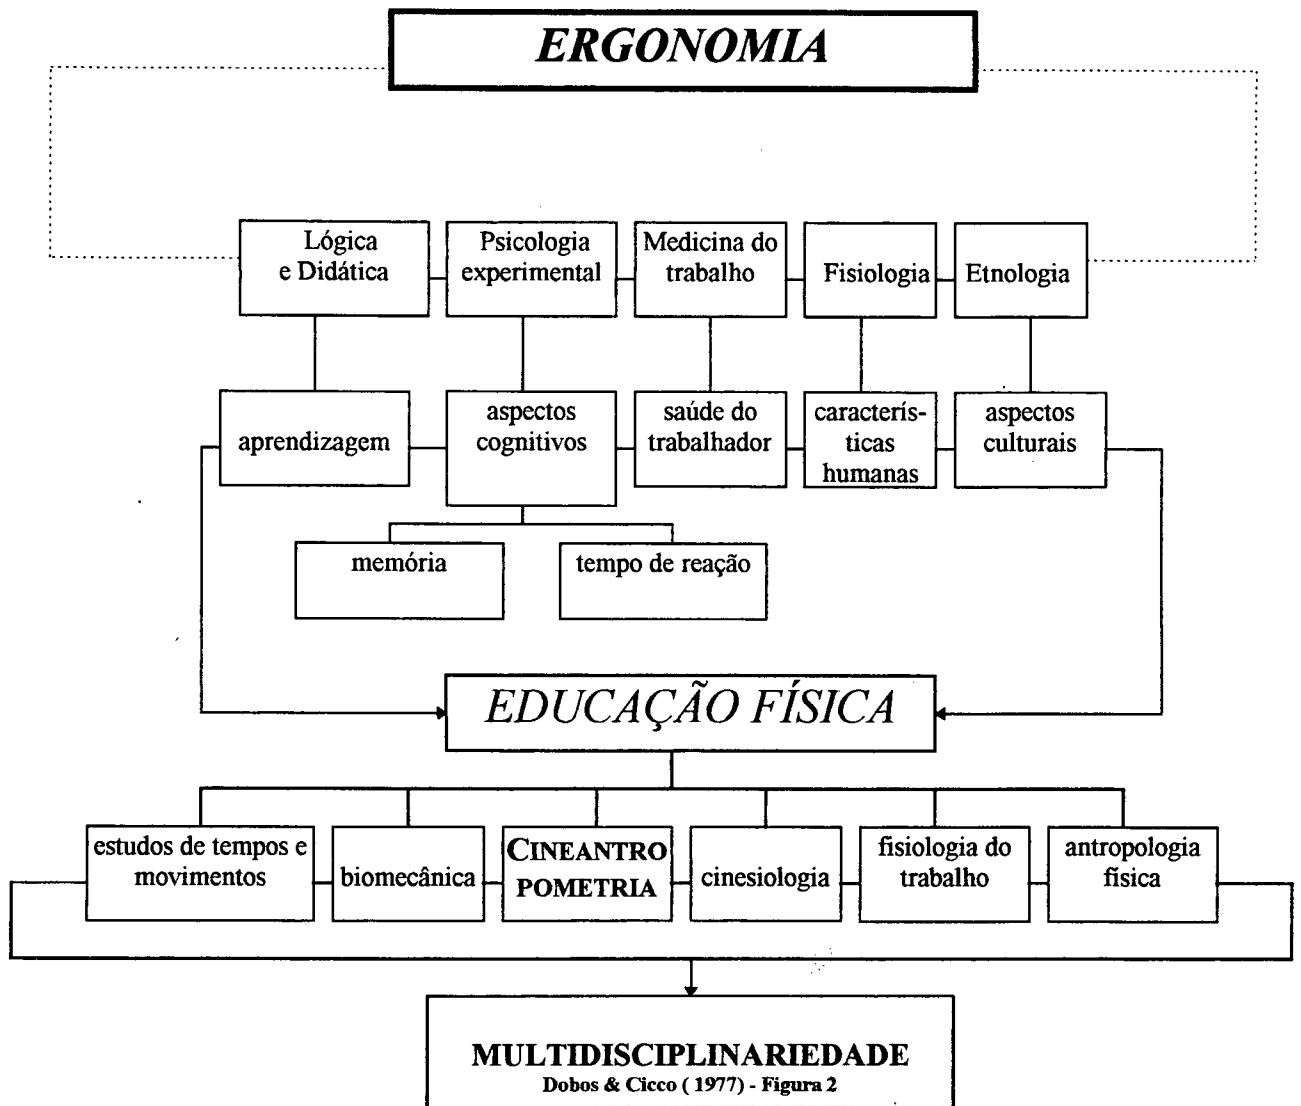 ERGONOMIA
Lógica
e Didática
Psicologia
experimental
Medicina do
trabalho
Fisiologia
Etnologia
aprendizagem
aspectos
cognitivos
saúde do
trabalhador
caracterís-
ticas
humanas
aspectos
culturais
memória
tempo de reação
EDUCAÇÃO FÍSICA
estudos de tempos e
movimentos
biomecânica
CINEANTRO
POMETRIA
cinesiologia
fisiologia do
trabalho
antropologia
física
MULTIDISCIPLINARIEDADE
Dobos & Cicco ( 1977) - Figura 2